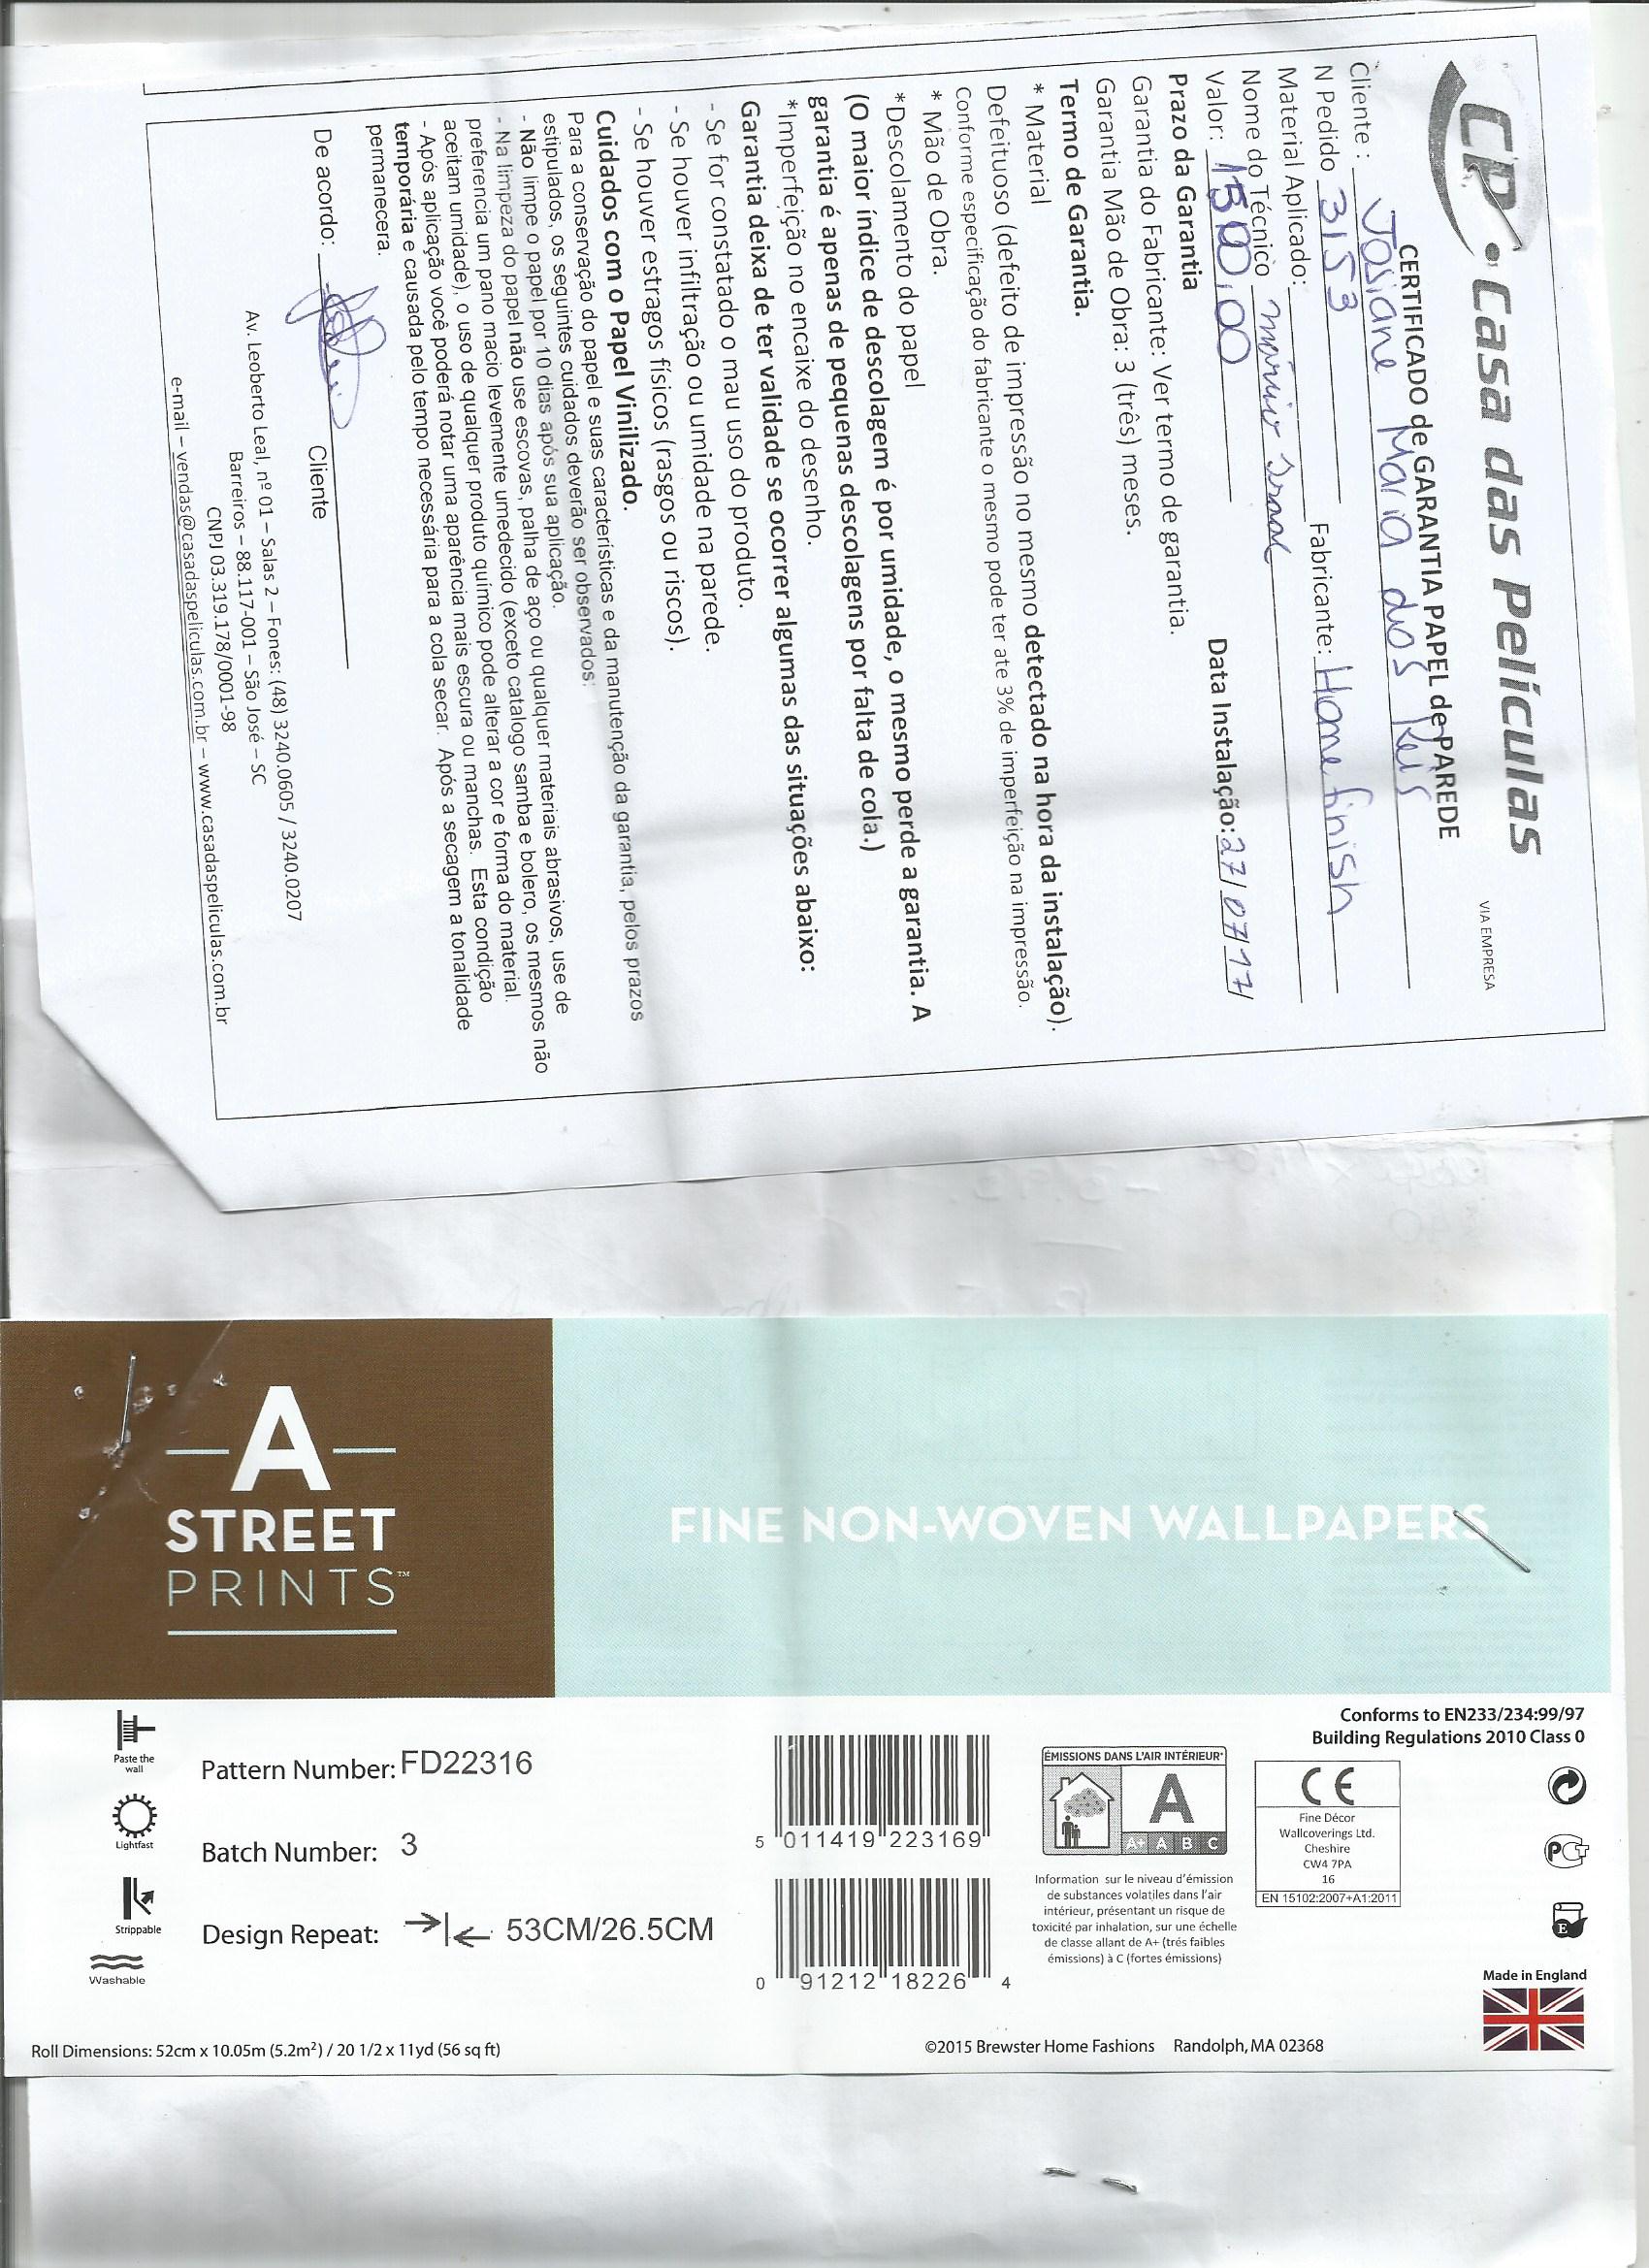 CP. Casa das Películas
VIA EMPRESA
CERTIFICADO de GARANTIA PAPEL de PAREDE
Cliente : Josiane Maria dos Reis
N Pedido 3153 Fabricante: Homefinish
Material Aplicado:
Nome do Técnico
Valor: 1500,00 Data Instalação: 27/07/17/
Prazo da Garantia
Garantia do Fabricante: Ver termo de garantia.
Garantia Mão de Obra: 3 (três) meses.
Termo de Garantia.
* Material
Defeituoso (defeito de impressão no mesmo detectado na hora da instalação).
Conforme especificação do fabricante o mesmo pode ter ate 3% de imperfeição na impressão.
* Mão de Obra.
*Descolamento do papel
(O maior índice de descolagem é por umidade, o mesmo perde a garantia. A
garantia é apenas de pequenas descolagens por falta de cola.)
*Imperfeição no encaixe do desenho.
Garantia deixa de ter validade se ocorrer algumas das situações abaixo:
- Se for constatado o mau uso do produto.
- Se houver infiltração ou umidade na parede.
- Se houver estragos físicos (rasgos ou riscos).
Cuidados com o Papel Vinilizado.
Para a conservação do papel e suas características e da manutenção da garantia, pelos prazos
estipulados, os seguintes cuidados deverão ser observados:
- Não limpe o papel por 10 dias após sua aplicação.
- Na limpeza do papel não use escovas, palha de aço ou qualquer materiais abrasivos, use de
preferencia um pano macio levemente umedecido (exceto catalogo samba e bolero, os mesmos não
aceitam umidade), o uso de qualquer produto químico pode alterar a cor e forma do material.
- Após aplicação você poderá notar uma aparência mais escura ou manchas. Esta condição
temporária e causada pelo tempo necessária para a cola secar. Após a secagem a tonalidade
permanecera.
De acordo:
Cliente
Av. Leoberto Leal, nº 01 – Salas 2 – Fones: (48) 3240.0605 / 3240.0207
Barreiros – 88.117-001 – São José – SC
CNPJ 03.319.178/0001-98
e-mail – vendas@casadaspeliculas.com.br – www.casadaspeliculas.com.br
A
STREET
PRINTS™
FINE NON-WOVEN WALLPAPERS
Paste the
wall
Lightfast
Strippable
Washable
Pattern Number: FD22316
Batch Number: 3
Design Repeat: 53CM/26.5CM
5 011419 223169
0 91212 18226 4
ÉMISSIONS DANS L'AIR INTÉRIEUR*
A
A+ A B C
Information sur le niveau d'émission
de substances volatiles dans l'air
intérieur, présentant un risque de
toxicité par inhalation, sur une échelle
de classe allant de A+ (trés faibles
émissions) à C (fortes émissions)
Conforms to EN233/234:99/97
Building Regulations 2010 Class 0
CE
Fine Décor
Wallcoverings Ltd.
Cheshire
CW4 7PA
16
EN 15102:2007+A1:2011
Made in England
Roll Dimensions: 52cm x 10.05m (5.2m²) / 20 1/2 x 11yd (56 sq ft)
©2015 Brewster Home Fashions Randolph, MA 02368